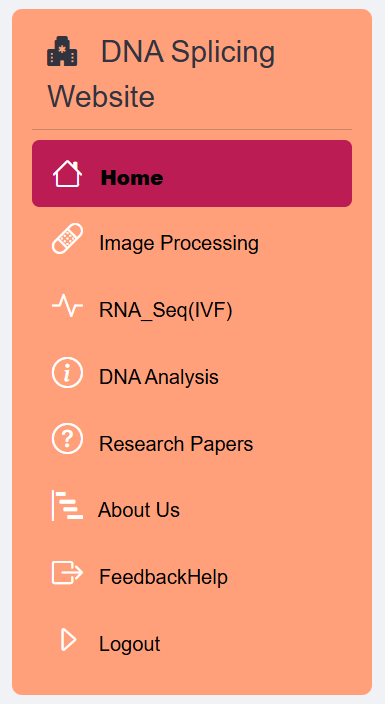 DNA Splicing
Website
Home
Image Processing
RNA_Seq(IVF)
DNA Analysis
Research Papers
About Us
FeedbackHelp
Logout